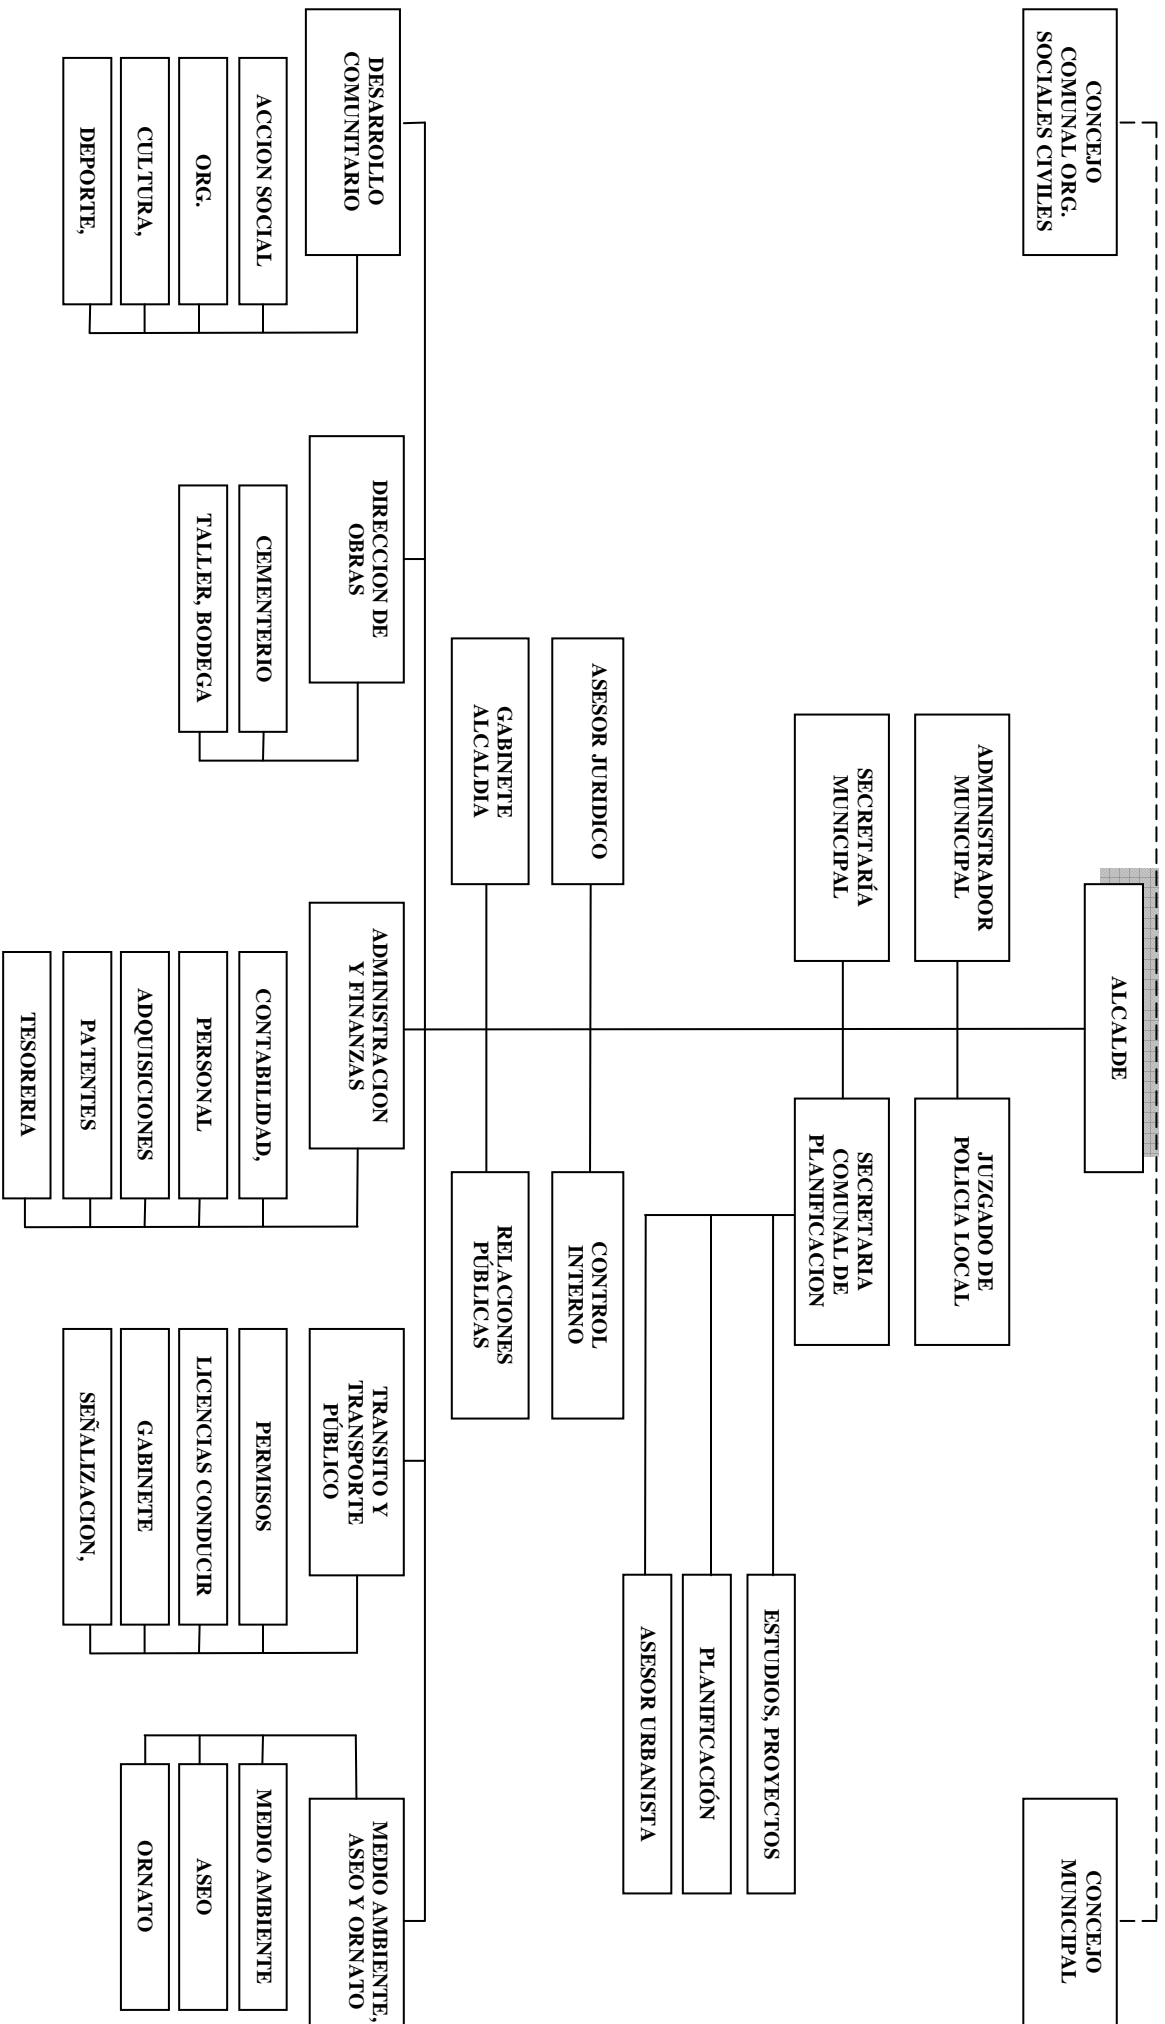 ALCALDE
CONCEJO
COMUNAL ORG.
SOCIALES CIVILES
CONCEJO
MUNICIPAL
ADMINISTRADOR
MUNICIPAL
JUZGADO DE
POLICIA LOCAL
SECRETARÍA
MUNICIPAL
SECRETARIA
COMUNAL DE
PLANIFICACION
ESTUDIOS, PROYECTOS
PLANIFICACIÓN
ASESOR URBANISTA
ASESOR JURIDICO
CONTROL
INTERNO
GABINETE
ALCALDIA
RELACIONES
PÚBLICAS
DESARROLLO
COMUNITARIO
ACCION SOCIAL
ORG.
CULTURA,
DEPORTE,
DIRECCION DE
OBRAS
CEMENTERIO
TALLER, BODEGA
ADMINISTRACION
Y FINANZAS
CONTABILIDAD,
PERSONAL
ADQUISICIONES
PATENTES
TESORERIA
TRANSITO Y
TRANSPORTE
PÚBLICO
PERMISOS
LICENCIAS CONDUCIR
GABINETE
SEÑALIZACION,
MEDIO AMBIENTE,
ASEO Y ORNATO
MEDIO AMBIENTE
ASEO
ORNATO